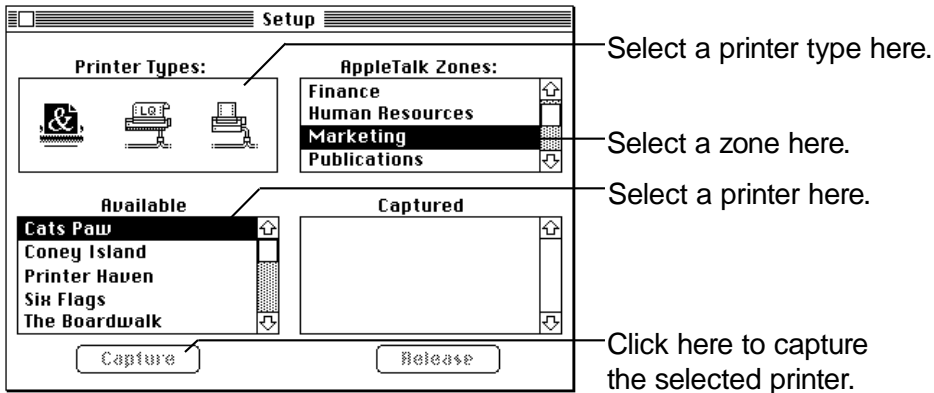 Setup
Printer Types:
AppleTalk Zones:
&
LQ
Finance
Human Resources
Marketing
Publications
Available
Captured
Cats Paw
Coney Island
Printer Haven
Six Flags
The Boardwalk
Capture
Release
Select a printer type here.
Select a zone here.
Select a printer here.
Click here to capture
the selected printer.